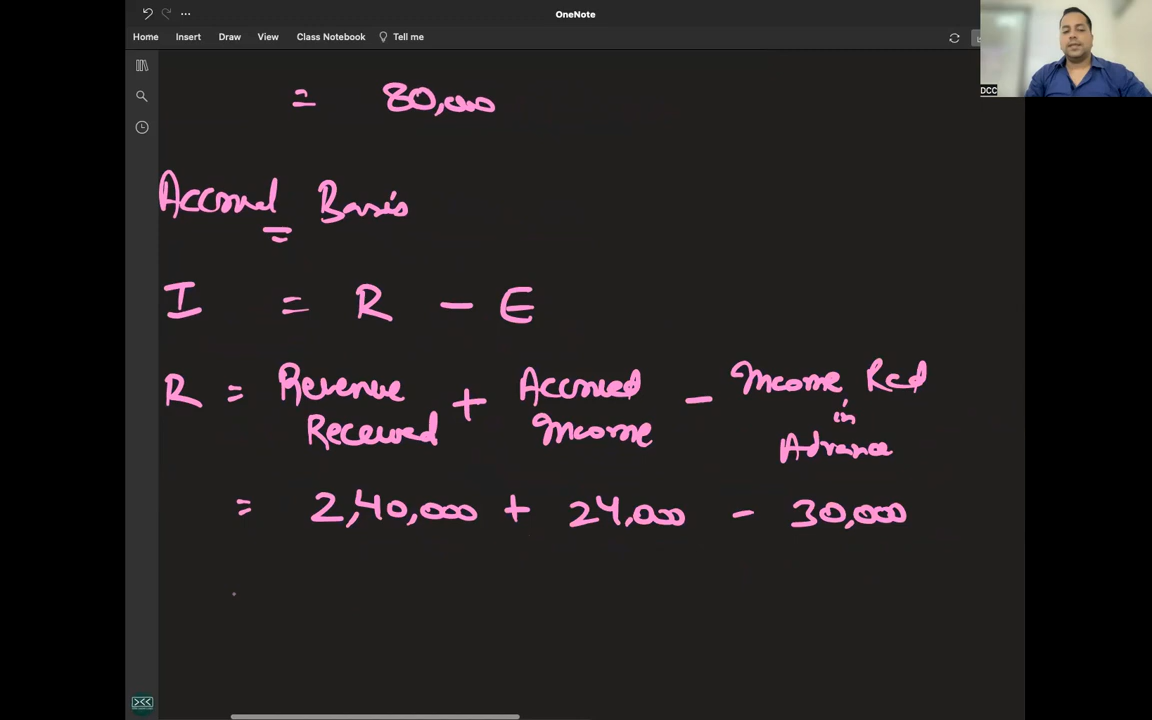 OneNote
Home Insert Draw View Class Notebook Tell me
DCC
= 80,000
Accrual Basis
I = R - E
R = Revenue Received + Accrued Income - Income Recd in Advance
= 2,40,000 + 24,000 - 30,000